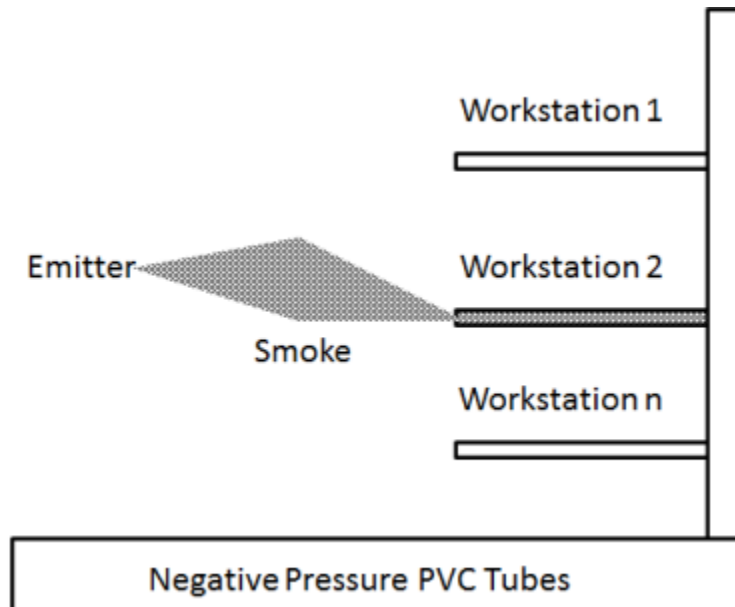 Workstation 1
Emitter
Workstation 2
Smoke
Workstation n
Negative Pressure PVC Tubes